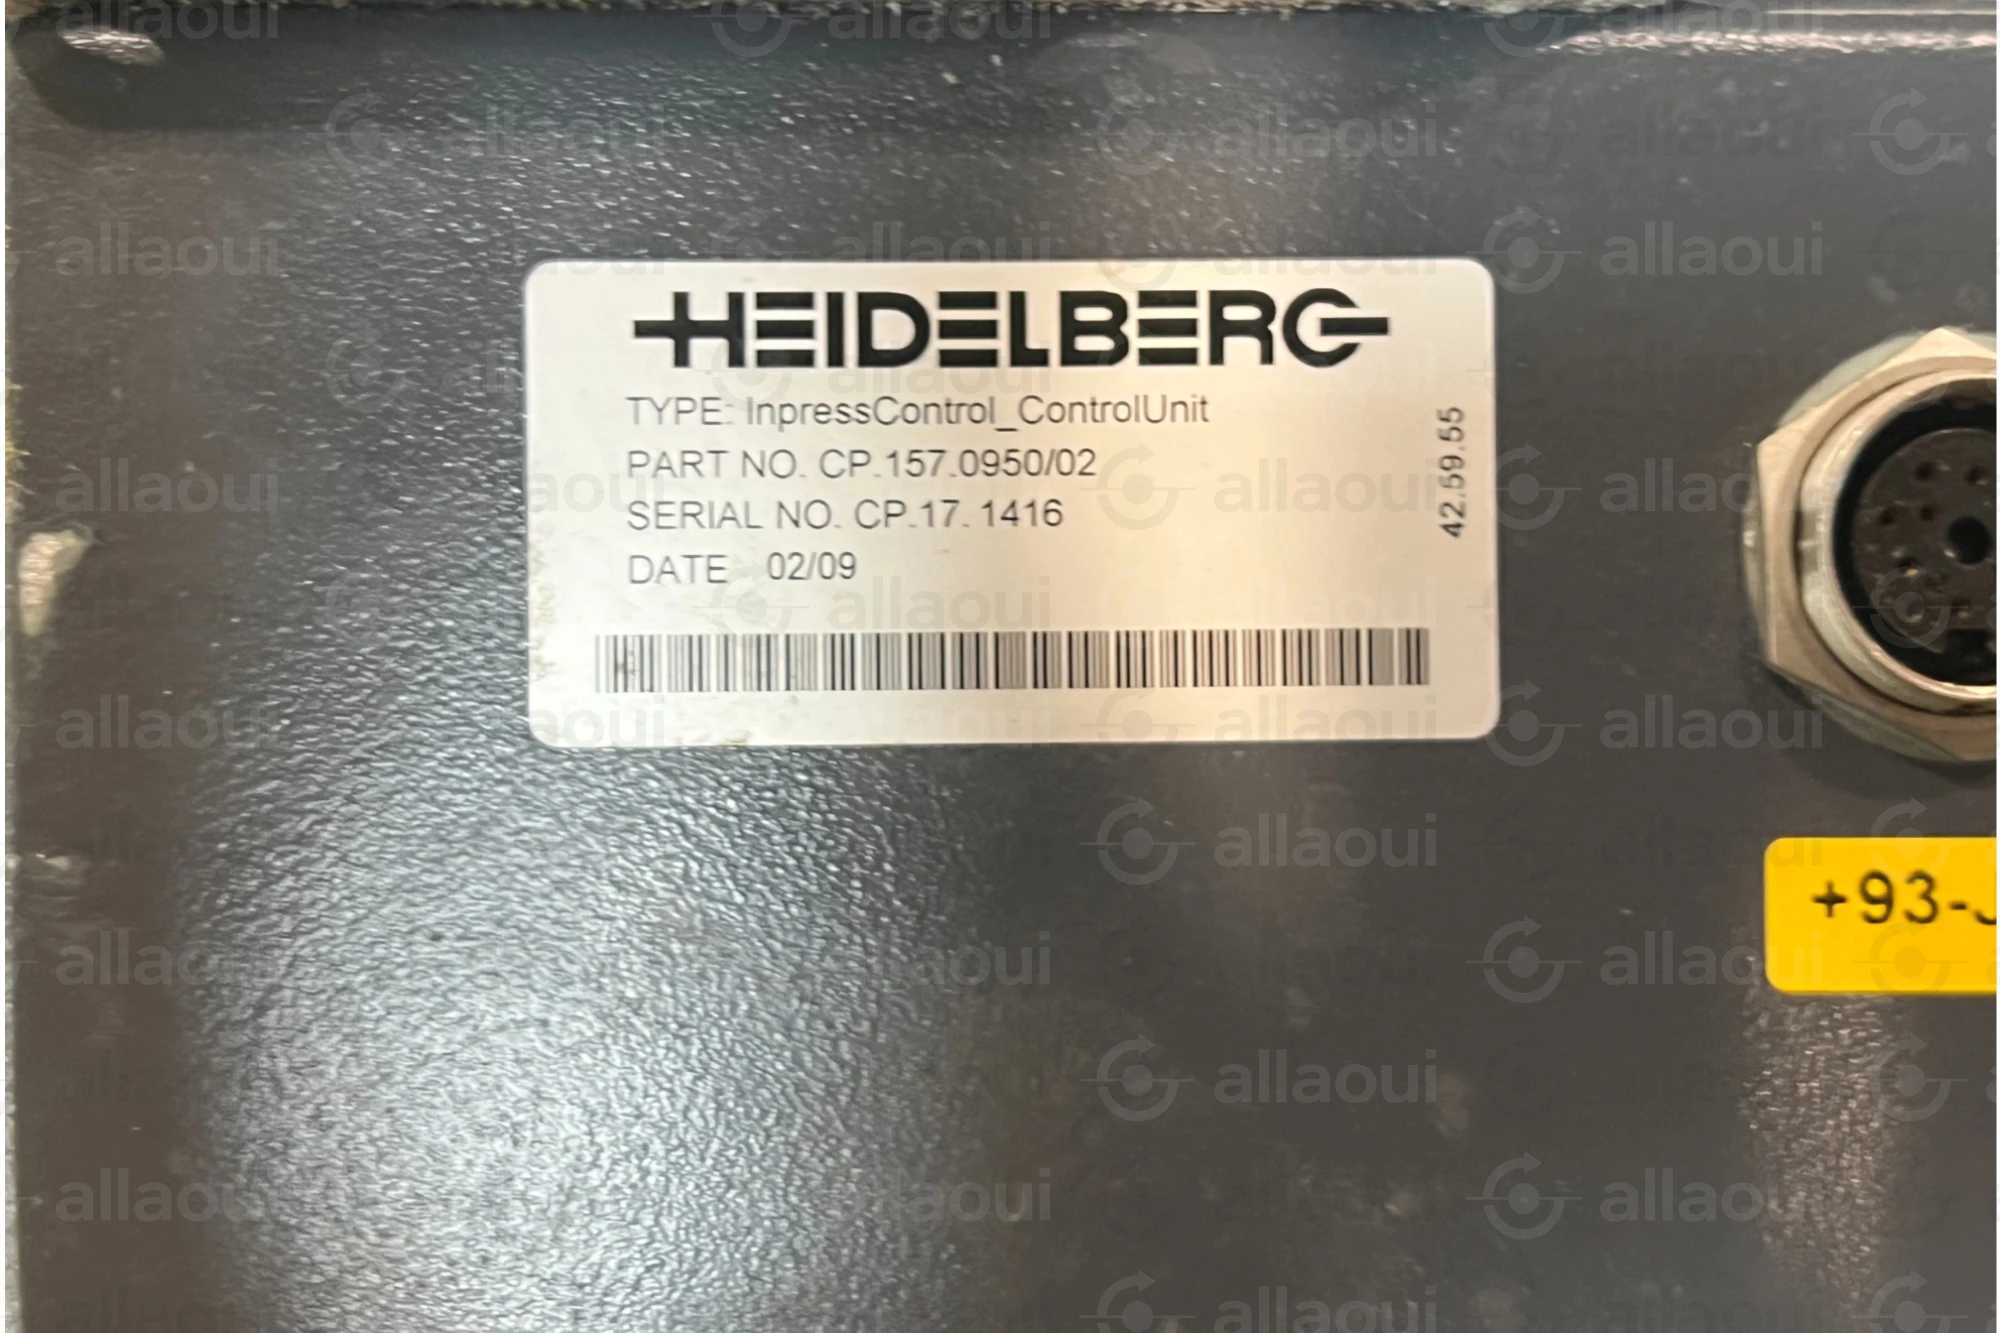 HEIDELBERG
TYPE: InpressControl_ControlUnit
PART NO. CP.157.0950/02
SERIAL NO. CP.17. 1416
DATE 02/09
42.59.55
+93-
allaoui